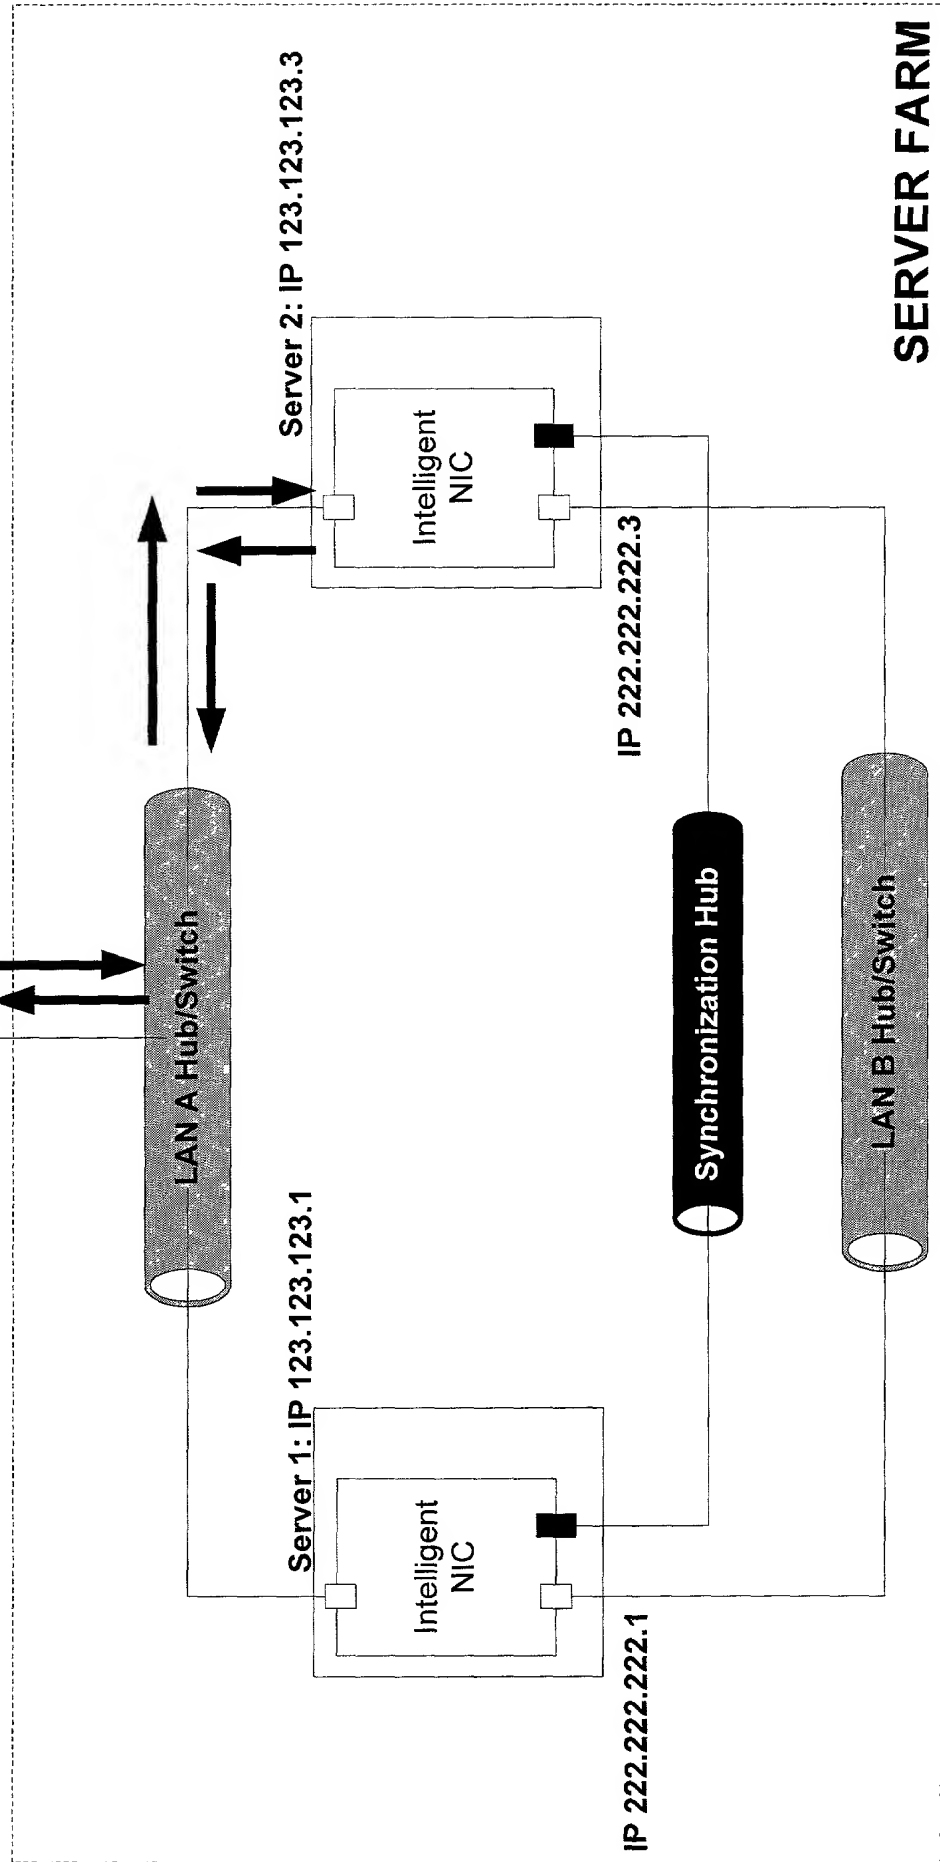 LAN A Hub/Switch
Server 1: IP 123.123.123.1
Server 2: IP 123.123.123.3
Intelligent
NIC
Intelligent
NIC
IP 222.222.222.1
IP 222.222.222.3
Synchronization Hub
LAN B Hub/Switch
SERVER FARM